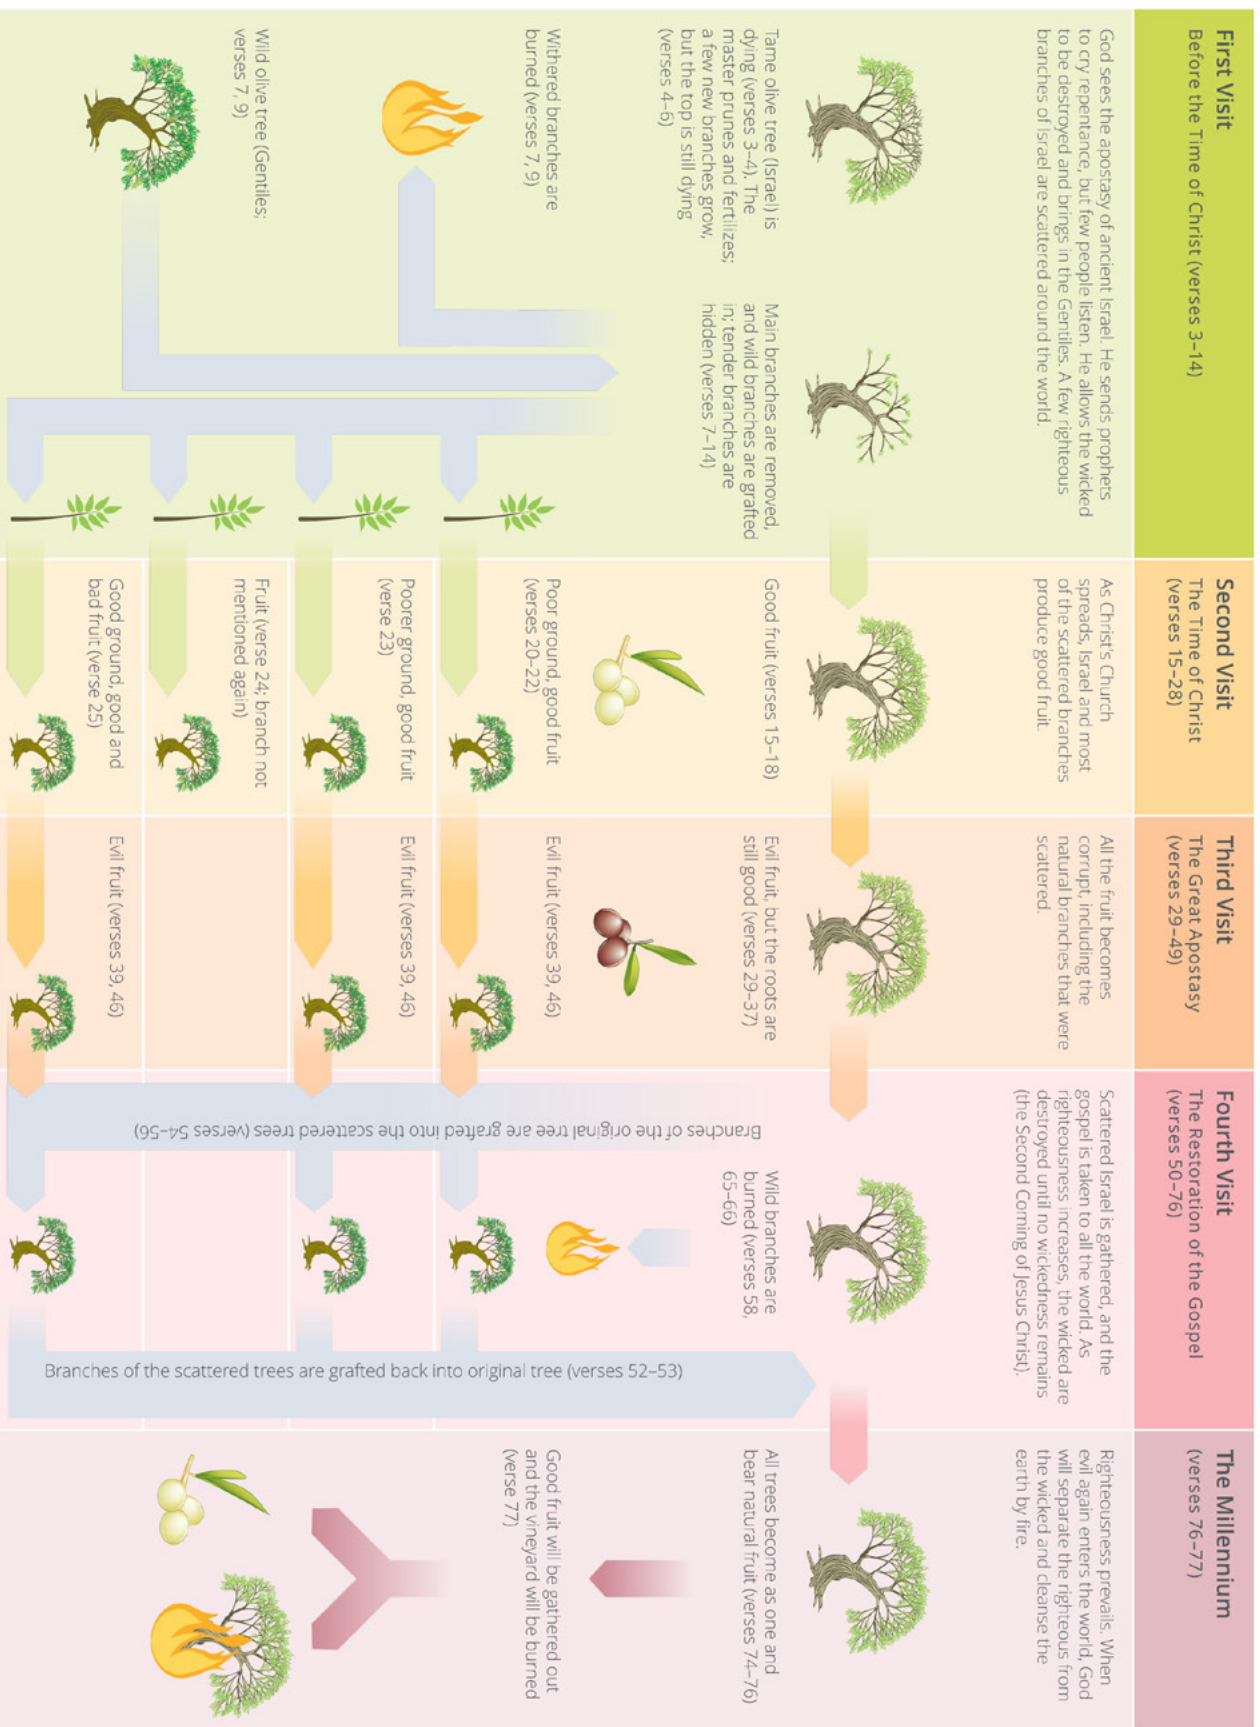 First Visit
Before the Time of Christ (verses 3–14)
God sees the apostasy of ancient Israel. He sends prophets
to cry repentance, but few people listen. He allows the wicked
to be destroyed and brings in the Gentiles. A few righteous
branches of Israel are scattered around the world.
Tame olive tree (Israel) is
dying (verses 3–4). The
master prunes and fertilizes;
a few new branches grow,
but the top is still dying
(verses 4–6)
Main branches are removed,
and wild branches are grafted
in; tender branches are
hidden (verses 7–14)
Withered branches are
burned (verses 7, 9)
Wild olive tree (Gentiles;
verses 7, 9)
Second Visit
The Time of Christ
(verses 15–28)
As Christ’s Church
spreads, Israel and most
of the scattered branches
produce good fruit.
Good fruit (verses 15–18)
Poor ground, good fruit
(verses 20–22)
Poorer ground, good fruit
(verse 23)
Fruit (verse 24; branch not
mentioned again)
Good ground, good and
bad fruit (verse 25)
Third Visit
The Great Apostasy
(verses 29–49)
All the fruit becomes
corrupt, including the
natural branches that were
scattered.
Evil fruit, but the roots are
still good (verses 29–37)
Evil fruit (verses 39, 46)
Evil fruit (verses 39, 46)
Evil fruit (verses 39, 46)
Fourth Visit
The Restoration of the Gospel
(verses 50–76)
Scattered Israel is gathered, and the
gospel is taken to all the world. As
righteousness increases, the wicked are
destroyed until no wickedness remains
(the Second Coming of Jesus Christ).
Branches of the original tree are grafted into the scattered trees (verses 54–56)
Wild branches are
burned (verses 58,
65–66)
Branches of the scattered trees are grafted back into original tree (verses 52–53)
The Millennium
(verses 76–77)
Righteousness prevails. When
evil again enters the world, God
will separate the righteous from
the wicked and cleanse the
earth by fire.
All trees become as one and
bear natural fruit (verses 74–76)
Good fruit will be gathered out
and the vineyard will be burned
(verse 77)